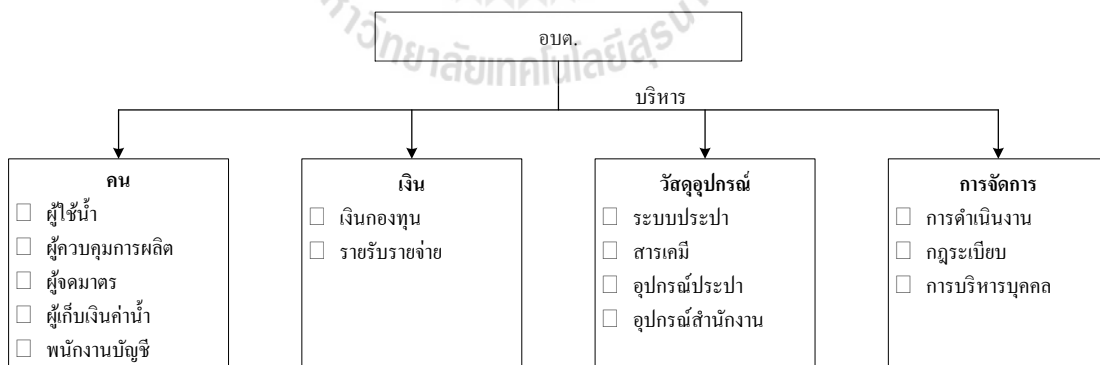 อบต.
บริหาร
คน
ผู้ใช้น้ำ
ผู้ควบคุมการผลิต
ผู้จดมาตร
ผู้เก็บเงินค่าน้ำ
พนักงานบัญชี
เงิน
เงินกองทุน
รายรับรายจ่าย
วัสดุอุปกรณ์
ระบบประปา
สารเคมี
อุปกรณ์ประปา
อุปกรณ์สำนักงาน
การจัดการ
การดำเนินงาน
กฎระเบียบ
การบริหารบุคคล